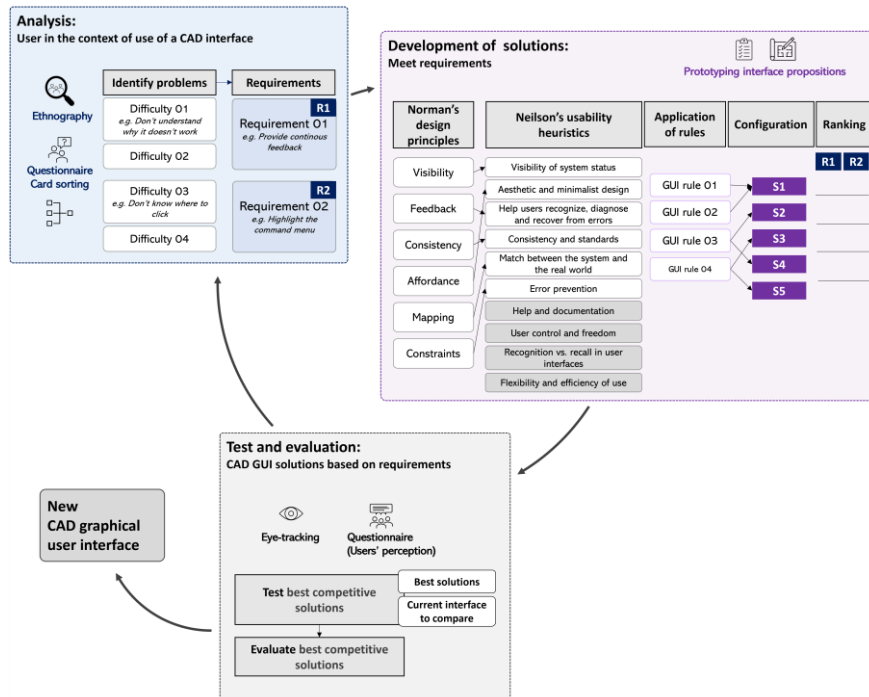 Analysis:
User in the context of use of a CAD interface
Ethnography
Questionnaire
Card sorting
Identify problems
Difficulty 01
e.g. Don't understand
why it doesn't work
Difficulty 02
Difficulty 03
e.g. Don't know where to
click
Difficulty 04
Requirements
R1
Requirement 01
e.g. Provide continous
feedback
R2
Requirement 02
e.g. Highlight the
command menu
Development of solutions:
Meet requirements
Prototyping interface propositions
Norman's
design
principles
Visibility
Feedback
Consistency
Affordance
Mapping
Constraints
Neilson's usability
heuristics
Visibility of system status
Aesthetic and minimalist design
Help users recognize, diagnose
and recover from errors
Consistency and standards
Match between the system and
the real world
Error prevention
Help and documentation
User control and freedom
Recognition vs. recall in user
interfaces
Flexibility and efficiency of use
Application
of rules
GUI rule 01
GUI rule 02
GUI rule 03
GUI rule 04
Configuration
S1
S2
S3
S4
S5
Ranking
R1 R2
Test and evaluation:
CAD GUI solutions based on requirements
Eye-tracking
Questionnaire
(Users' perception)
Test best competitive
solutions
Best solutions
Current interface
to compare
Evaluate best competitive
solutions
New
CAD graphical
user interface